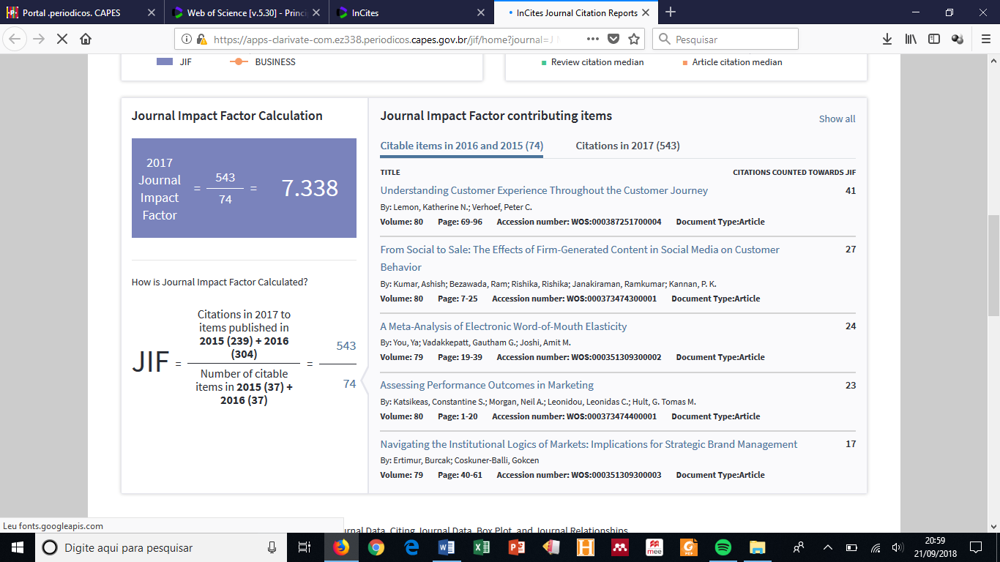 Portal .periodicos. CAPES
Web of Science [v.5.30] - Princi
InCites
InCites Journal Citation Reports
https://apps-clarivate-com.ez338.periodicos.capes.gov.br/jif/home?journal=J
Pesquisar
JIF
BUSINESS
Review citation median
Article citation median
Journal Impact Factor Calculation
2017
Journal
Impact
Factor
=
543
74
=
7.338
How is Journal Impact Factor Calculated?
JIF =
Citations in 2017 to
items published in
2015 (239) + 2016
(304)
Number of citable
items in 2015 (37) +
2016 (37)
=
543
74
Journal Impact Factor contributing items
Show all
Citable items in 2016 and 2015 (74)
Citations in 2017 (543)
TITLE
CITATIONS COUNTED TOWARDS JIF
Understanding Customer Experience Throughout the Customer Journey 41
By: Lemon, Katherine N.; Verhoef, Peter C.
Volume: 80 Page: 69-96 Accession number: WOS:000387251700004 Document Type:Article
From Social to Sale: The Effects of Firm-Generated Content in Social Media on Customer 27
Behavior
By: Kumar, Ashish; Bezawada, Ram; Rishika, Rishika; Janakiraman, Ramkumar; Kannan, P. K.
Volume: 80 Page: 7-25 Accession number: WOS:000373474300001 Document Type:Article
A Meta-Analysis of Electronic Word-of-Mouth Elasticity 24
By: You, Ya; Vadakkepatt, Gautham G.; Joshi, Amit M.
Volume: 79 Page: 19-39 Accession number: WOS:000351309300002 Document Type:Article
Assessing Performance Outcomes in Marketing 23
By: Katsikeas, Constantine S.; Morgan, Neil A.; Leonidou, Leonidas C.; Hult, G. Tomas M.
Volume: 80 Page: 1-20 Accession number: WOS:000373474400001 Document Type:Article
Navigating the Institutional Logics of Markets: Implications for Strategic Brand Management 17
By: Ertimur, Burcak; Coskuner-Balli, Gokcen
Volume: 79 Page: 40-61 Accession number: WOS:000351309300003 Document Type:Article
Leu fonts.googleapis.com
Data, Citing Journal Data, Box Plot, and Journal Relationships
Digite aqui para pesquisar
mee
PDF
20:59
21/09/2018